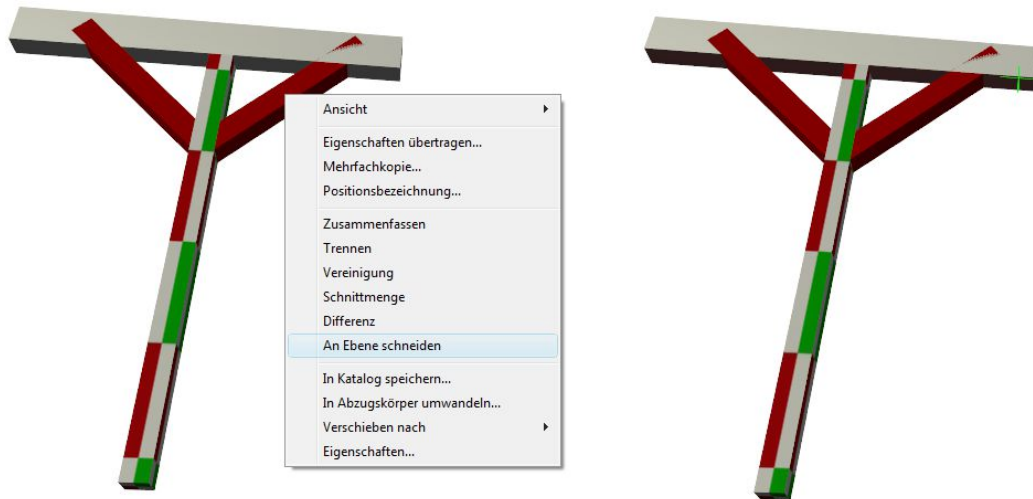 Ansicht
Eigenschaften übertragen...
Mehrfachkopie...
Positionsbezeichnung...
Zusammenfassen
Trennen
Vereinigung
Schnittmenge
Differenz
An Ebene schneiden
In Katalog speichern...
In Abzugskörper umwandeln...
Verschieben nach
Eigenschaften...